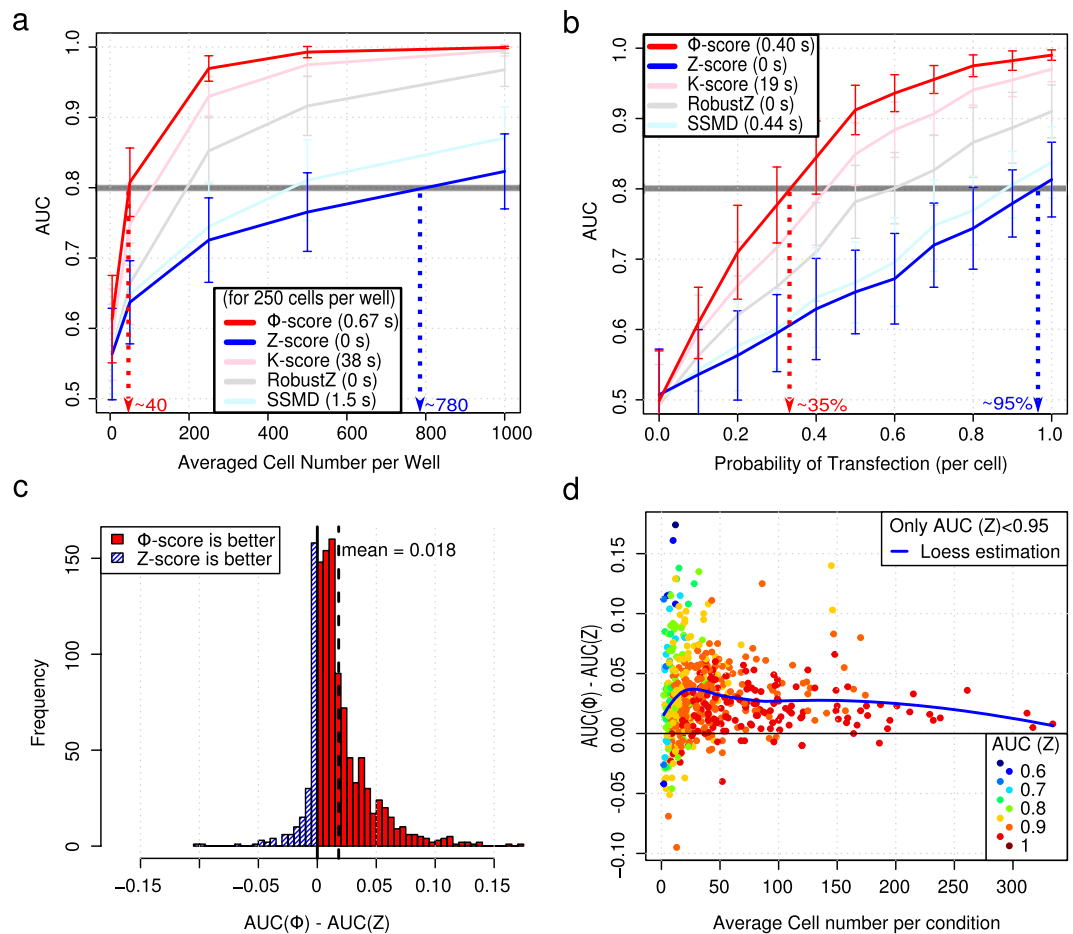 a
AUC
1.0
0.9
0.8
0.7
0.6
0.5
(for 250 cells per well)
Φ-score (0.67 s)
Z-score (0 s)
K-score (38 s)
RobustZ (0 s)
SSMD (1.5 s)
~40
~780
0 200 400 600 800 1000
Averaged Cell Number per Well
b
AUC
1.0
0.9
0.8
0.7
0.6
0.5
Φ-score (0.40 s)
Z-score (0 s)
K-score (19 s)
RobustZ (0 s)
SSMD (0.44 s)
~35%
~95%
0.0 0.2 0.4 0.6 0.8 1.0
Probability of Transfection (per cell)
c
Frequency
150
100
50
0
Φ-score is better
Z-score is better
mean = 0.018
−0.15 −0.05 0 0.05 0.10 0.15
AUC(Φ) - AUC(Z)
d
AUC(Φ) - AUC(Z)
0.15
0.10
0.05
0.00
−0.05
−0.10
Only AUC (Z)<0.95
Loess estimation
AUC (Z)
0.6
0.7
0.8
0.9
1
0 50 100 150 200 250 300
Average Cell number per condition